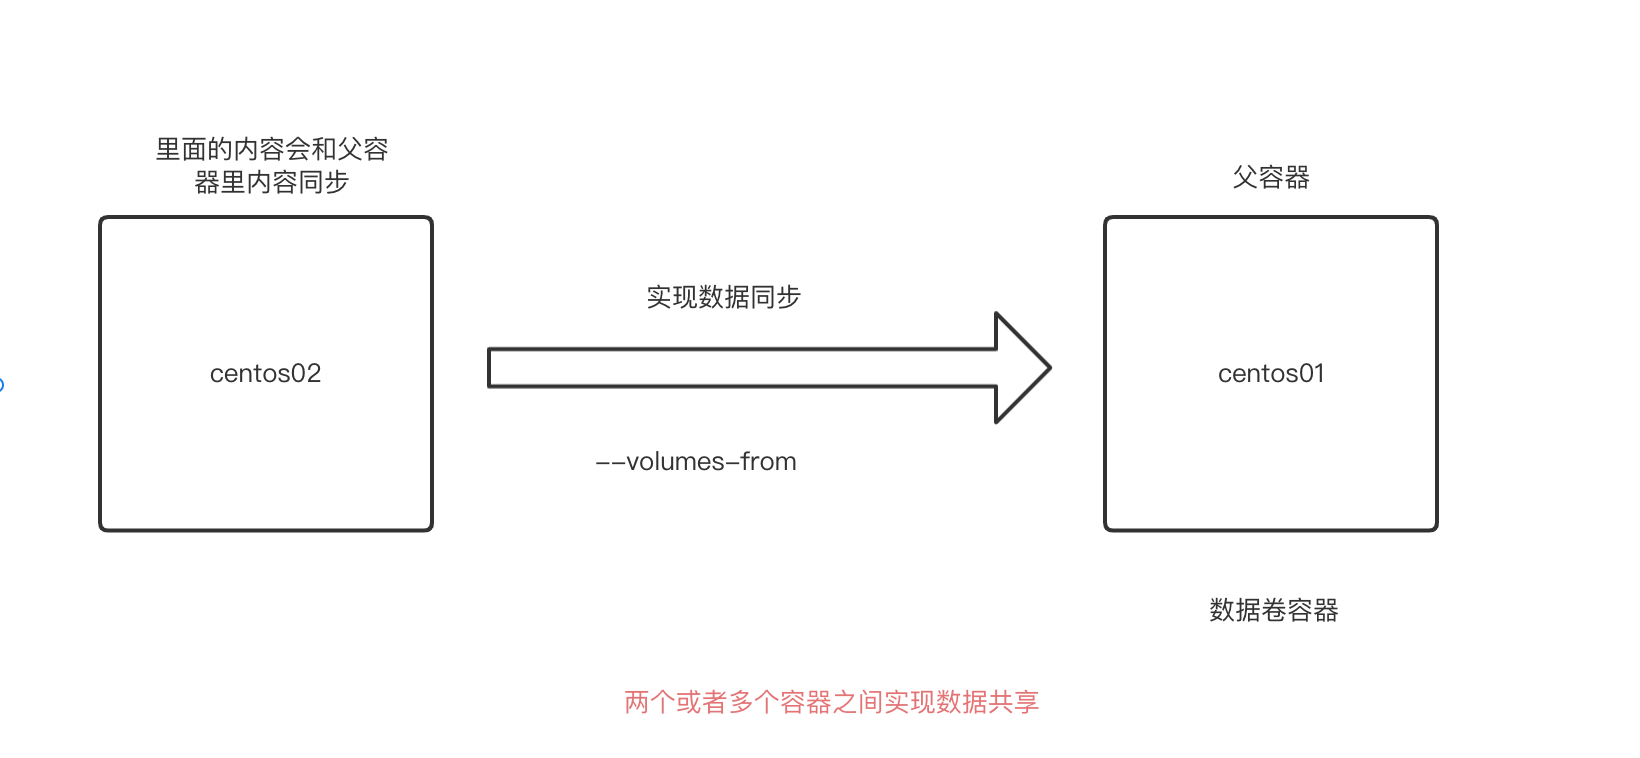 里面的内容会和父容
器里内容同步
父容器
实现数据同步
centos02
centos01
--volumes-from
数据卷容器
两个或者多个容器之间实现数据共享